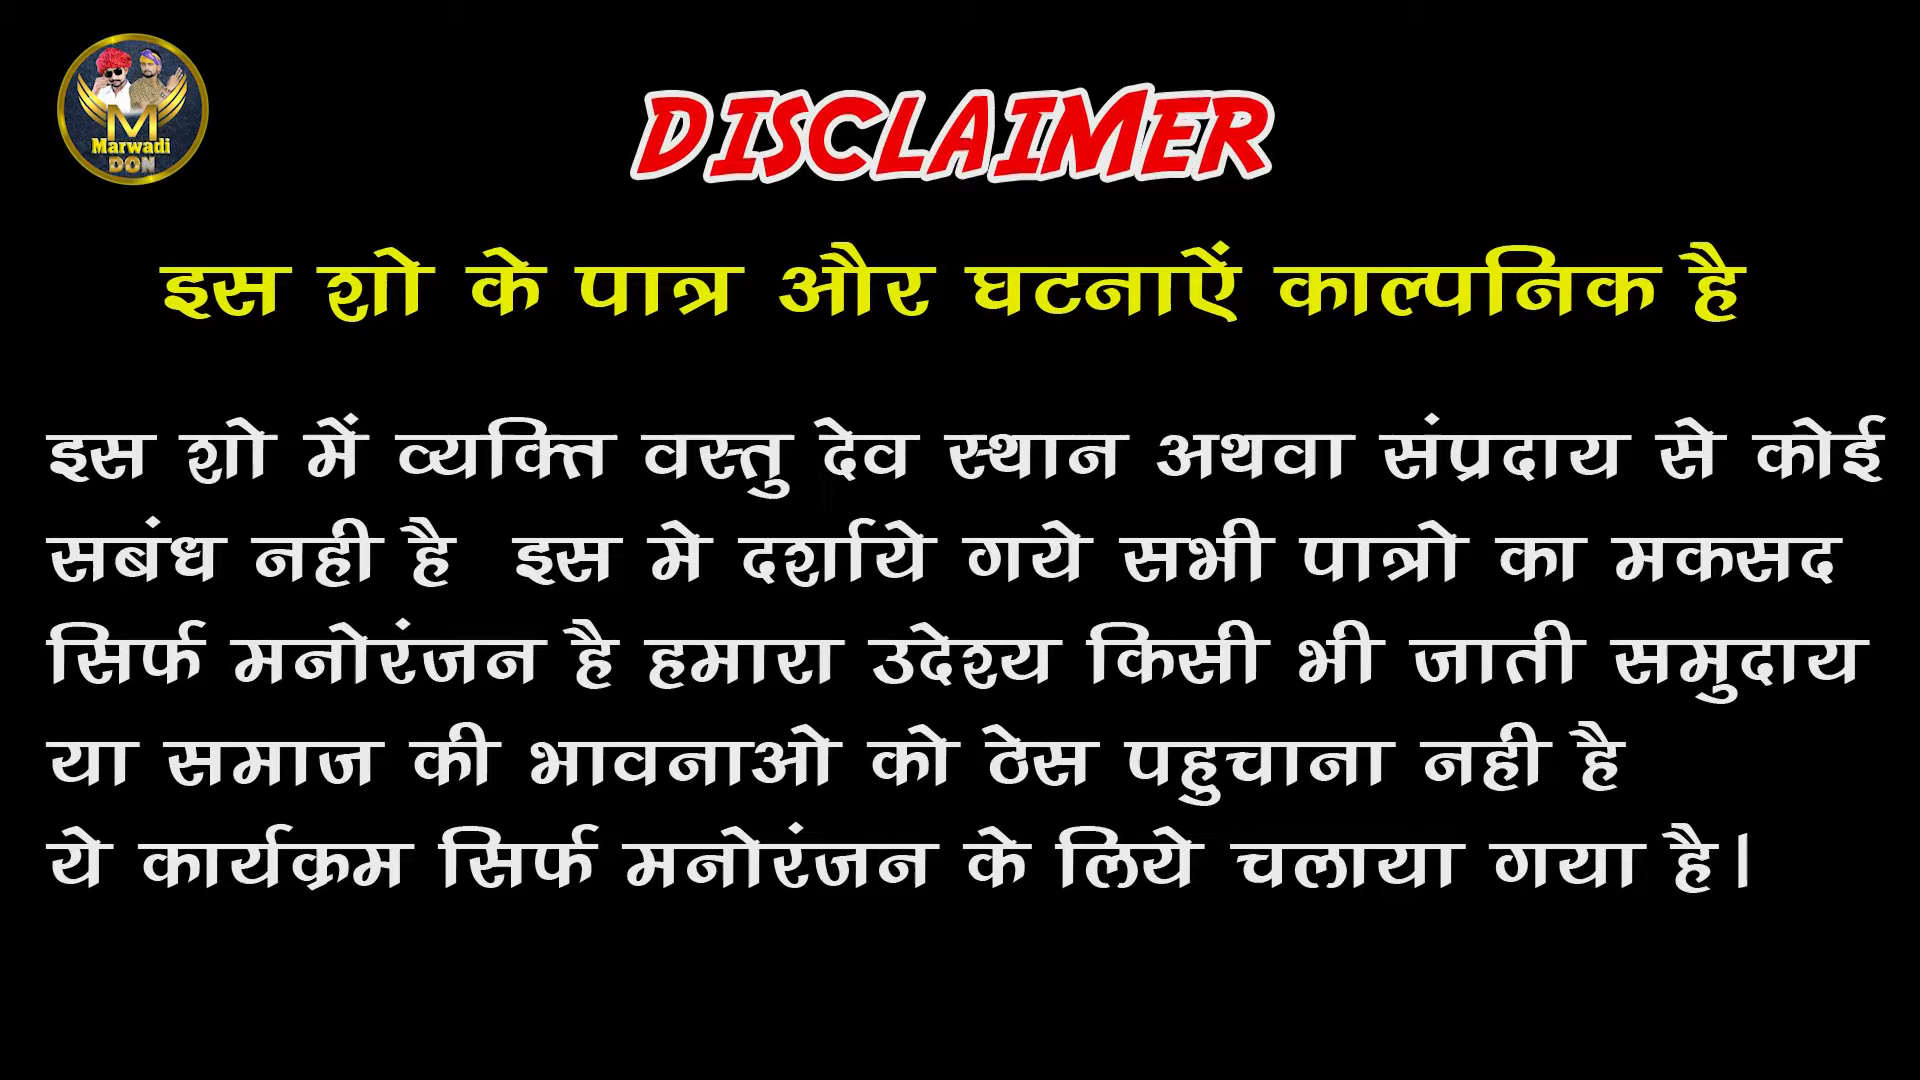 M
Marwadi
DON
DISCLAIMER
इस शो के पात्र और घटनाऐं काल्पनिक है
इस शो में व्यक्ति वस्तु देव स्थान अथवा संप्रदाय से कोई
सबंध नही है इस मे दर्शाये गये सभी पात्रो का मकसद
सिर्फ मनोरंजन है हमारा उदेश्य किसी भी जाती समुदाय
या समाज की भावनाओ को ठेस पहुचाना नही है
ये कार्यक्रम सिर्फ मनोरंजन के लिये चलाया गया है।